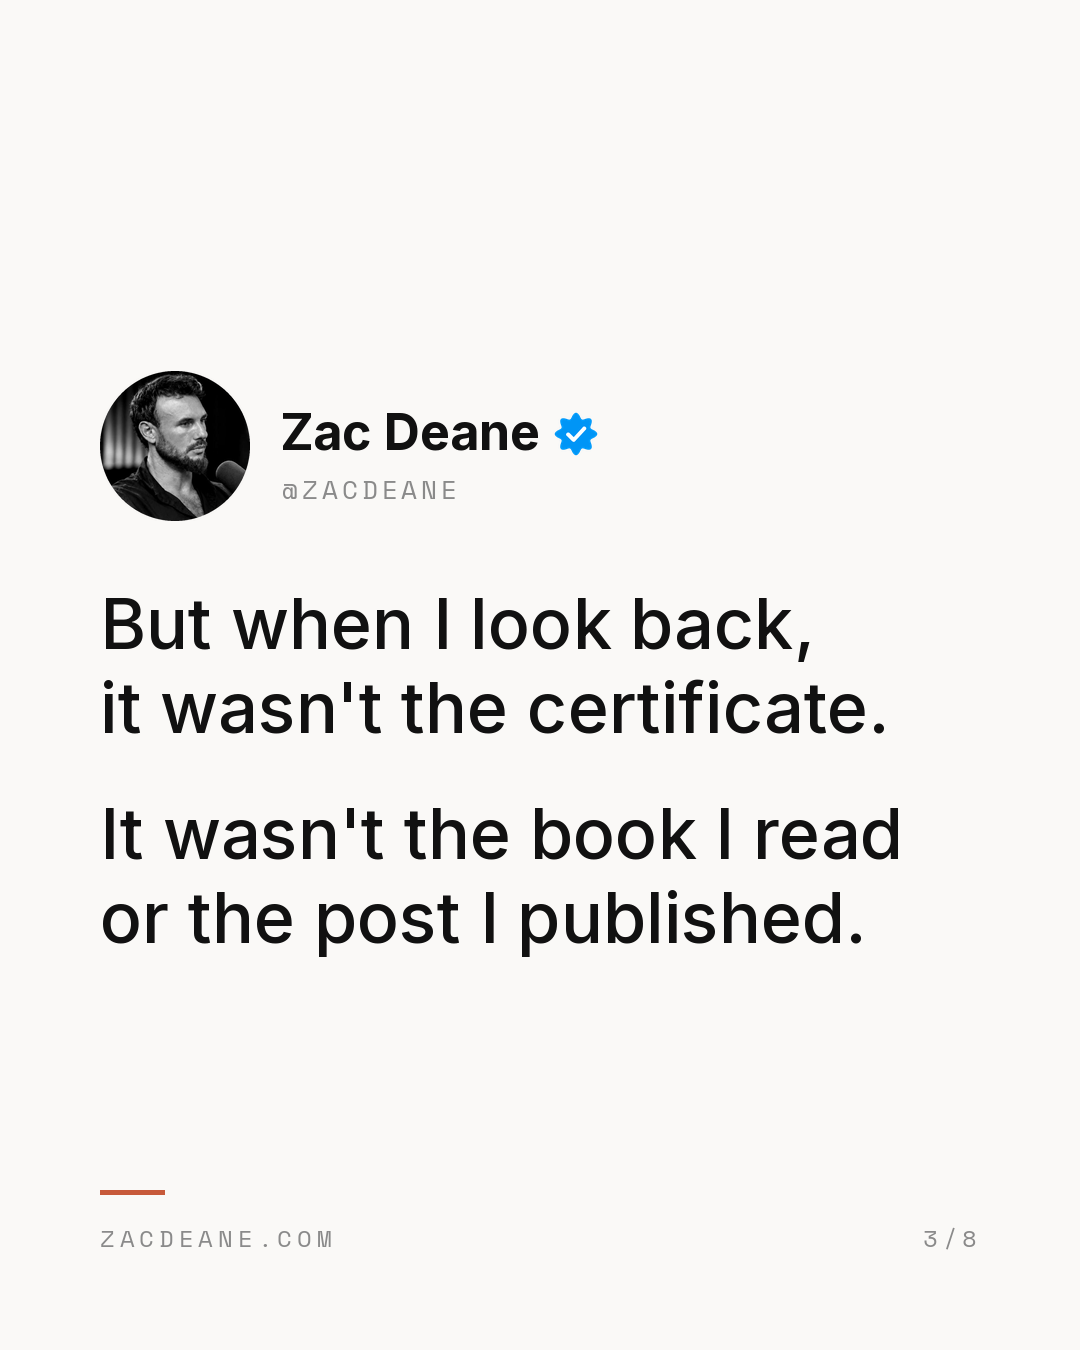 Zac Deane
@ZACDEANE
But when I look back,
it wasn't the certificate.
It wasn't the book I read
or the post I published.
ZACDEANE.COM
3/8